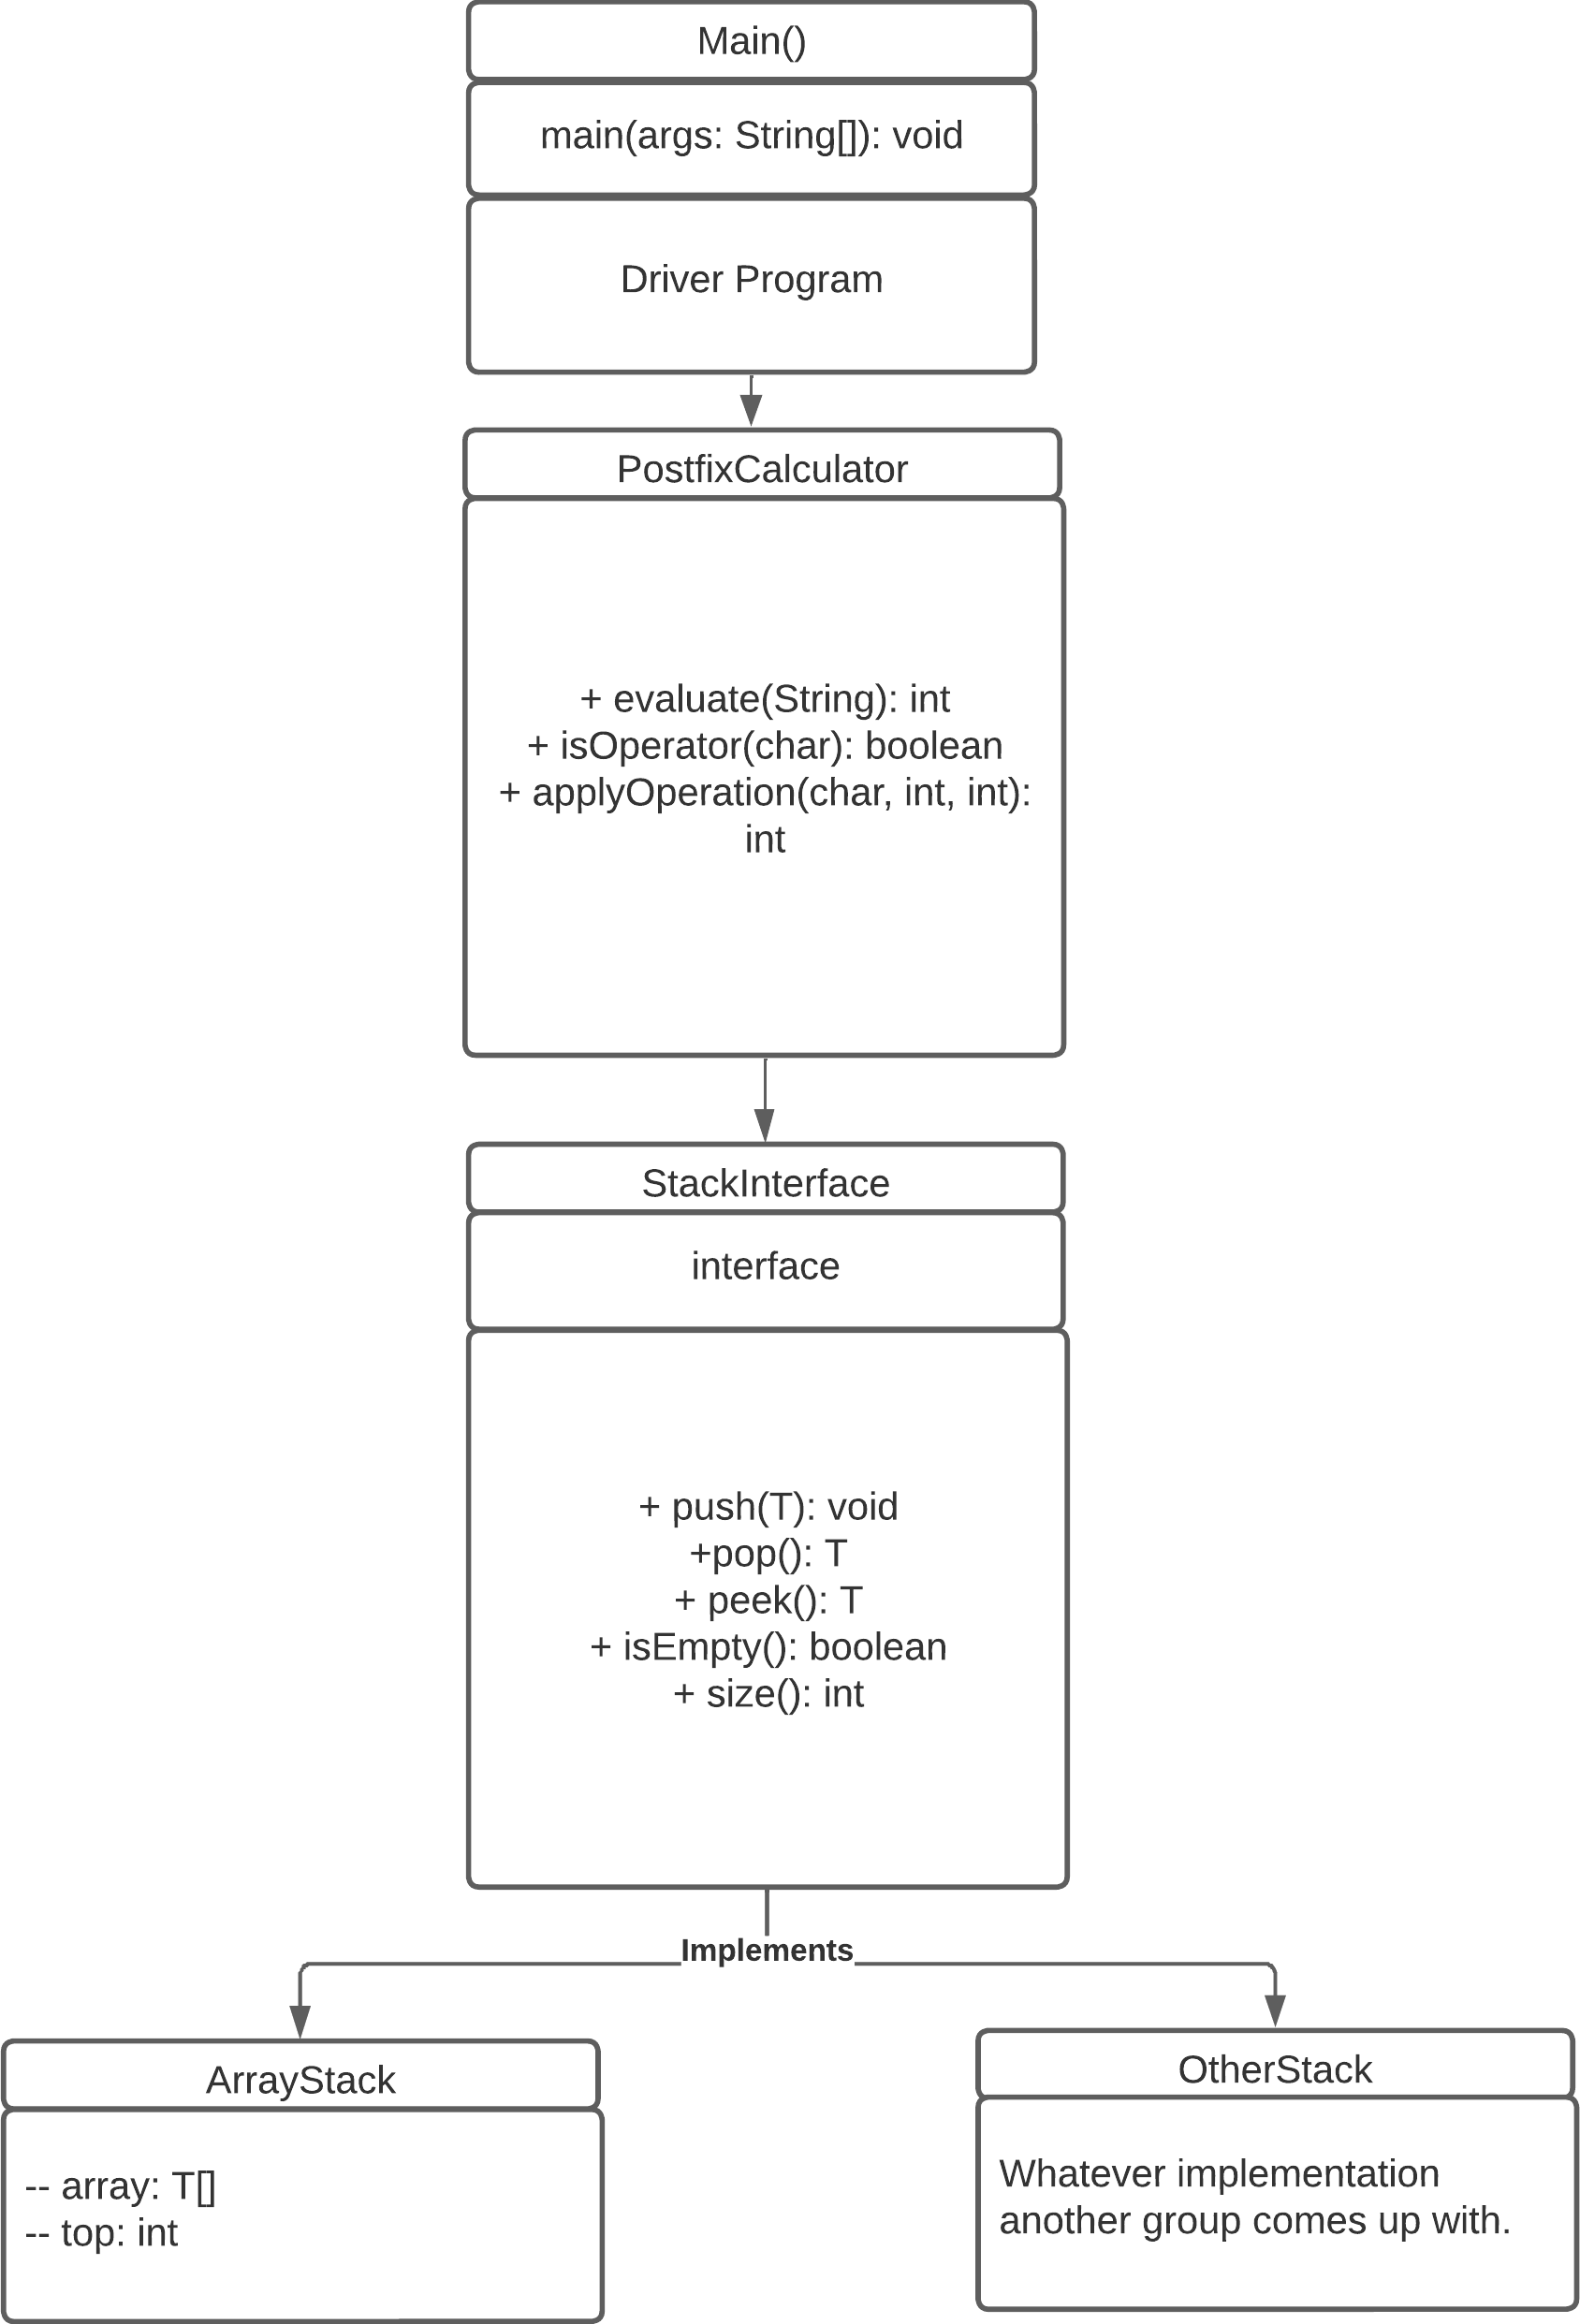 Main()
main(args: String[]): void
Driver Program
PostfixCalculator
+ evaluate(String): int
+ isOperator(char): boolean
+ applyOperation(char, int, int):
int
StackInterface
interface
+ push(T): void
+pop(): T
+ peek(): T
+ isEmpty(): boolean
+ size(): int
Implements
ArrayStack
-- array: T[]
-- top: int
OtherStack
Whatever implementation
another group comes up with.